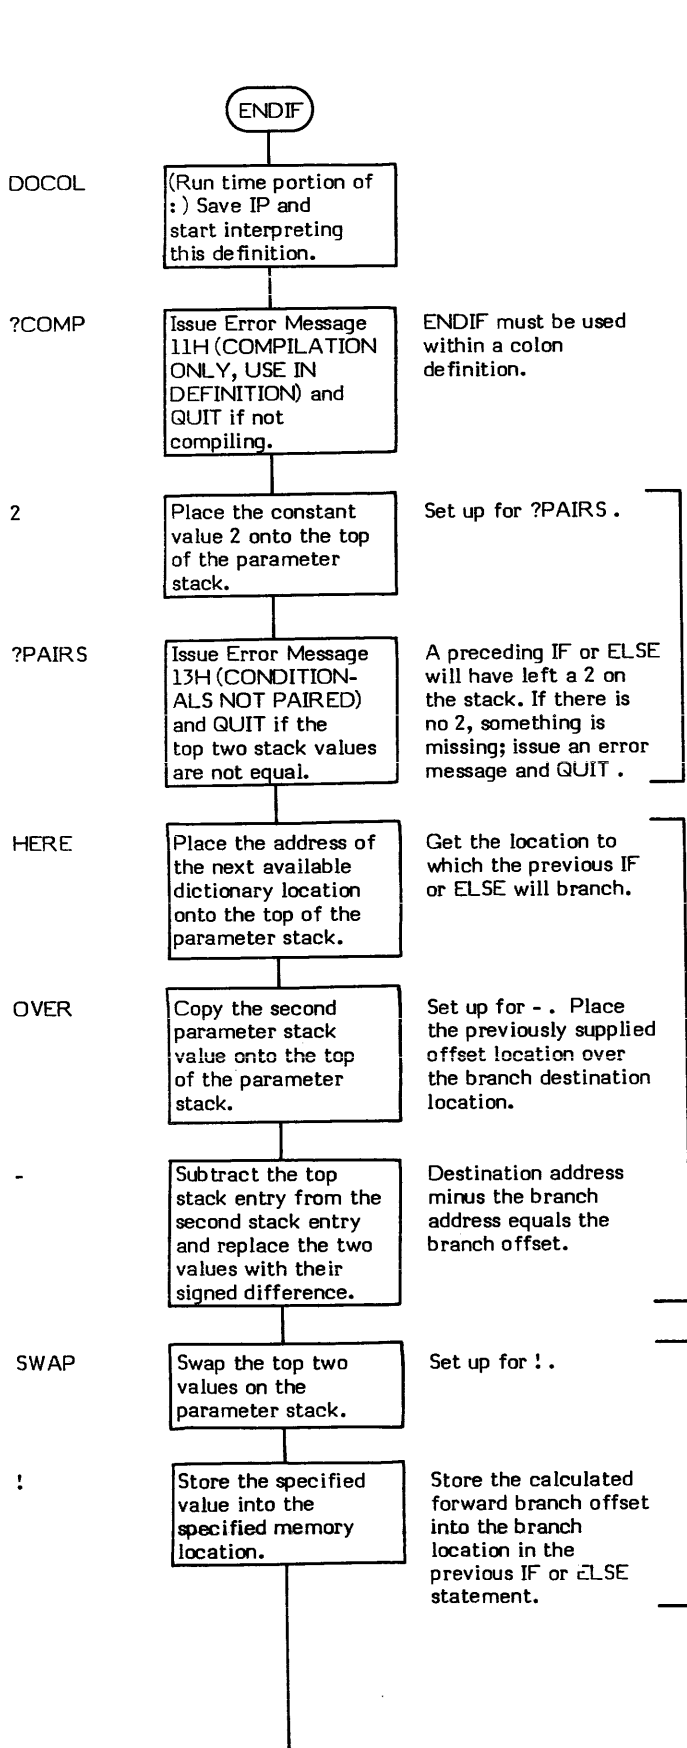 ENDIF
DOCOL
(Run time portion of
: ) Save IP and
start interpreting
this definition.
?COMP
Issue Error Message
11H (COMPILATION
ONLY, USE IN
DEFINITION) and
QUIT if not
compiling.
ENDIF must be used
within a colon
definition.
2
Place the constant
value 2 onto the top
of the parameter
stack.
Set up for ?PAIRS .
?PAIRS
Issue Error Message
13H (CONDITION-
ALS NOT PAIRED)
and QUIT if the
top two stack values
are not equal.
A preceding IF or ELSE
will have left a 2 on
the stack. If there is
no 2, something is
missing; issue an error
message and QUIT .
HERE
Place the address of
the next available
dictionary location
onto the top of the
parameter stack.
Get the location to
which the previous IF
or ELSE will branch.
OVER
Copy the second
parameter stack
value onto the top
of the parameter
stack.
Set up for - . Place
the previously supplied
offset location over
the branch destination
location.
-
Subtract the top
stack entry from the
second stack entry
and replace the two
values with their
signed difference.
Destination address
minus the branch
address equals the
branch offset.
SWAP
Swap the top two
values on the
parameter stack.
Set up for ! .
!
Store the specified
value into the
specified memory
location.
Store the calculated
forward branch offset
into the branch
location in the
previous IF or ELSE
statement.